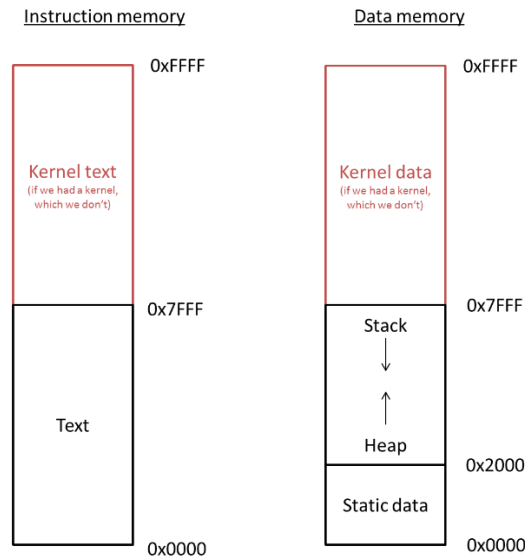 Instruction memory
0xFFFF
Kernel text
(if we had a kernel,
which we don't)
0x7FFF
Text
0x0000
Data memory
0xFFFF
Kernel data
(if we had a kernel,
which we don't)
0x7FFF
Stack
Heap
0x2000
Static data
0x0000